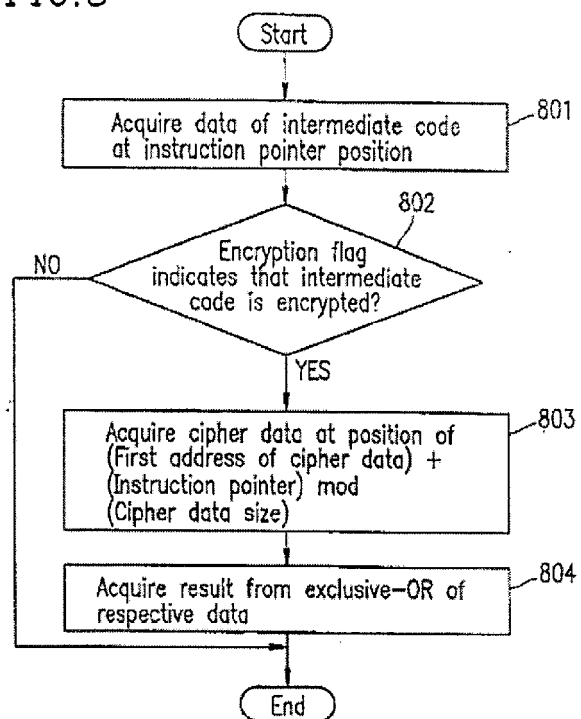 Start
801
Acquire data of intermediate code
at instruction pointer position
802
Encryption flag
indicates that intermediate
code is encrypted?
NO
YES
803
Acquire cipher data at position of
(First address of cipher data) +
(Instruction pointer) mod
(Cipher data size)
804
Acquire result from exclusive-OR of
respective data
End